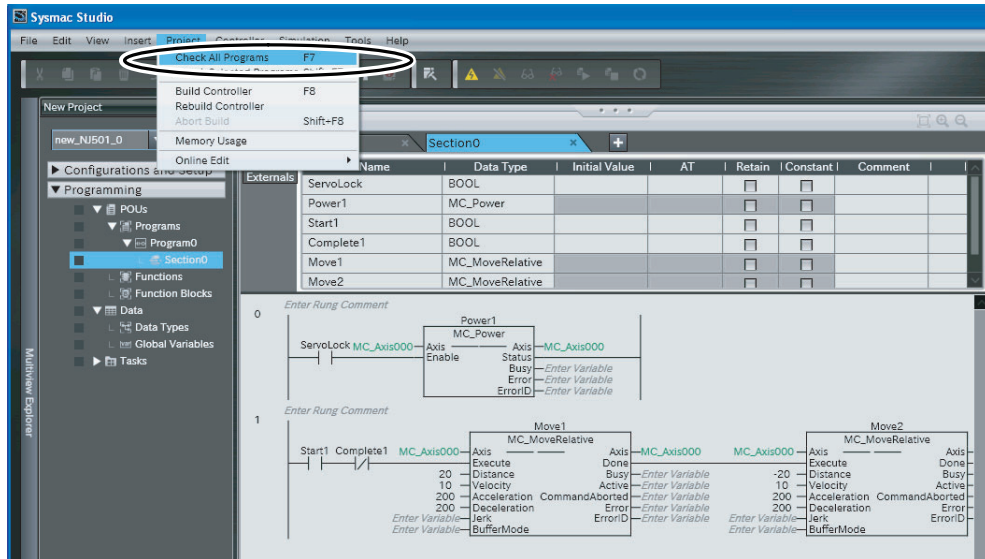 Sysmac Studio
File Edit View Insert Project Controller Simulation Tools Help
Check All Programs F7
Build Controller F8
Rebuild Controller
Abort Build Shift+F8
Memory Usage
Online Edit
New Project
new_NJ501_0
Section0
Configurations and Setup
Programming
POUs
Programs
Program0
Section0
Functions
Function Blocks
Data
Data Types
Global Variables
Tasks
Multiview Explorer
Externals
Name Data Type Initial Value AT Retain Constant Comment
ServoLock BOOL
Power1 MC_Power
Start1 BOOL
Complete1 BOOL
Move1 MC_MoveRelative
Move2 MC_MoveRelative
0 Enter Rung Comment
Power1
MC_Power
ServoLock MC_Axis000 Axis Axis MC_Axis000
Enable Status
Busy Enter Variable
Error Enter Variable
ErrorID Enter Variable
1 Enter Rung Comment
Move1 Move2
MC_MoveRelative MC_MoveRelative
Start1 Complete1 MC_Axis000 Axis Axis MC_Axis000 MC_Axis000 Axis Axis
Execute Done Execute Done
20 Distance Busy Enter Variable -20 Distance Busy
10 Velocity Active Enter Variable 10 Velocity Active
200 Acceleration CommandAborted Enter Variable 200 Acceleration CommandAborted
200 Deceleration Error Enter Variable 200 Deceleration Error
Enter Variable Jerk ErrorID Enter Variable Enter Variable Jerk ErrorID
Enter Variable BufferMode Enter Variable BufferMode